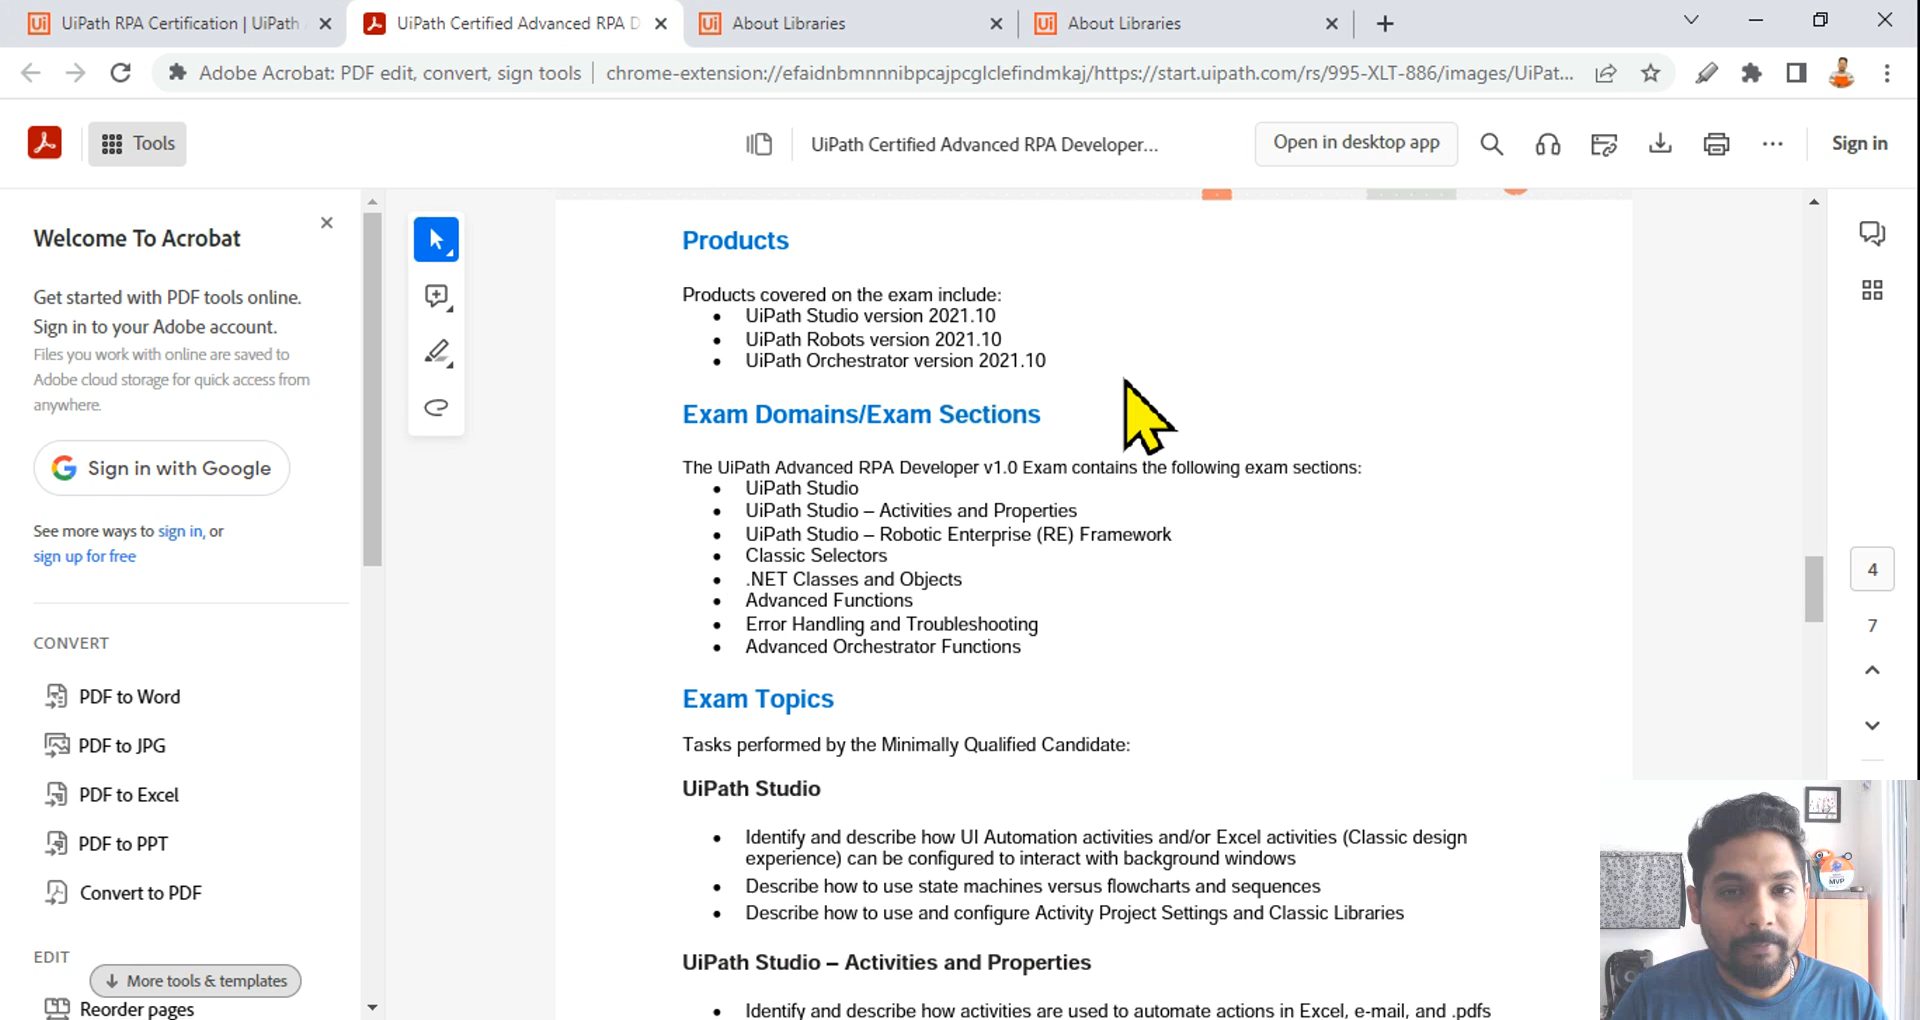 UiPath RPA Certification | UiPath
UiPath Certified Advanced RPA D
About Libraries
About Libraries
Adobe Acrobat: PDF edit, convert, sign tools
chrome-extension://efaidnbmnnnibpcajpcglclefindmkaj/https://start.uipath.com/rs/995-XLT-886/images/UiPat...
Tools
UiPath Certified Advanced RPA Developer...
Open in desktop app
Sign in
Welcome To Acrobat
Get started with PDF tools online.
Sign in to your Adobe account.
Files you work with online are saved to
Adobe cloud storage for quick access from
anywhere.
Sign in with Google
See more ways to sign in, or
sign up for free
CONVERT
PDF to Word
PDF to JPG
PDF to Excel
PDF to PPT
Convert to PDF
EDIT
More tools & templates
Reorder pages
Products
Products covered on the exam include:
• UiPath Studio version 2021.10
• UiPath Robots version 2021.10
• UiPath Orchestrator version 2021.10
Exam Domains/Exam Sections
The UiPath Advanced RPA Developer v1.0 Exam contains the following exam sections:
• UiPath Studio
• UiPath Studio – Activities and Properties
• UiPath Studio – Robotic Enterprise (RE) Framework
• Classic Selectors
• .NET Classes and Objects
• Advanced Functions
• Error Handling and Troubleshooting
• Advanced Orchestrator Functions
Exam Topics
Tasks performed by the Minimally Qualified Candidate:
UiPath Studio
• Identify and describe how UI Automation activities and/or Excel activities (Classic design
experience) can be configured to interact with background windows
• Describe how to use state machines versus flowcharts and sequences
• Describe how to use and configure Activity Project Settings and Classic Libraries
UiPath Studio – Activities and Properties
• Identify and describe how activities are used to automate actions in Excel, e-mail, and .pdfs
4
7
MVP